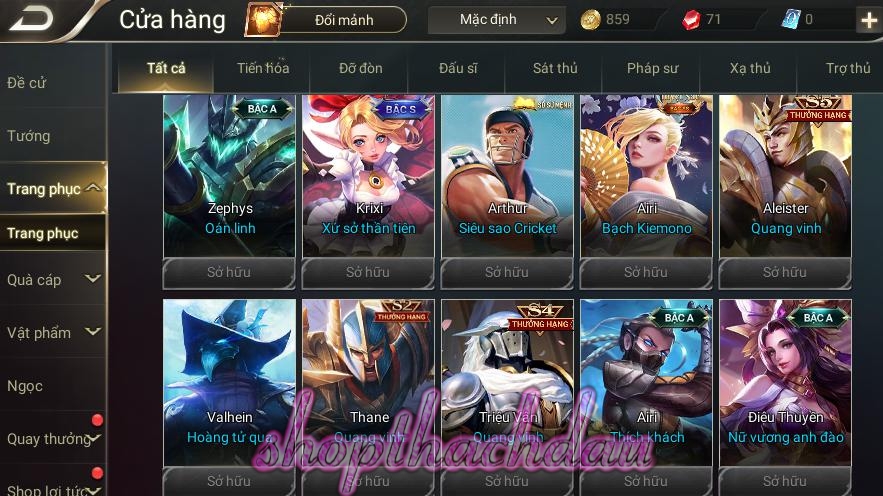 Cửa hàng
Đổi mảnh
Mặc định
859
71
0
+
Đề cử
Tướng
Trang phục
Trang phục
Quà cáp
Vật phẩm
Ngọc
Quay thưởng
Shop lợi tức
Tất cả
Tiến hóa
Đỡ đòn
Đấu sĩ
Sát thủ
Pháp sư
Xạ thủ
Trợ thủ
BẬC A
Zephys
Oán linh
Sở hữu
BẬC S
Krixi
Xứ sở thần tiên
Sở hữu
SỔ SỨ MỆNH
Arthur
Siêu sao Cricket
Sở hữu
Airi
Bạch Kiemono
Sở hữu
S5
THƯỞNG HẠNG
Aleister
Quang vinh
Sở hữu
Valhein
Hoàng tử quạ
Sở hữu
S2
THƯỞNG HẠNG
Thane
Quang vinh
Sở hữu
S4
THƯỞNG HẠNG
Triệu Vân
Quang vinh
Sở hữu
BẬC A
Airi
Thích khách
Sở hữu
BẬC A
Điêu Thuyền
Nữ vương anh đào
Sở hữu
shopthachdau